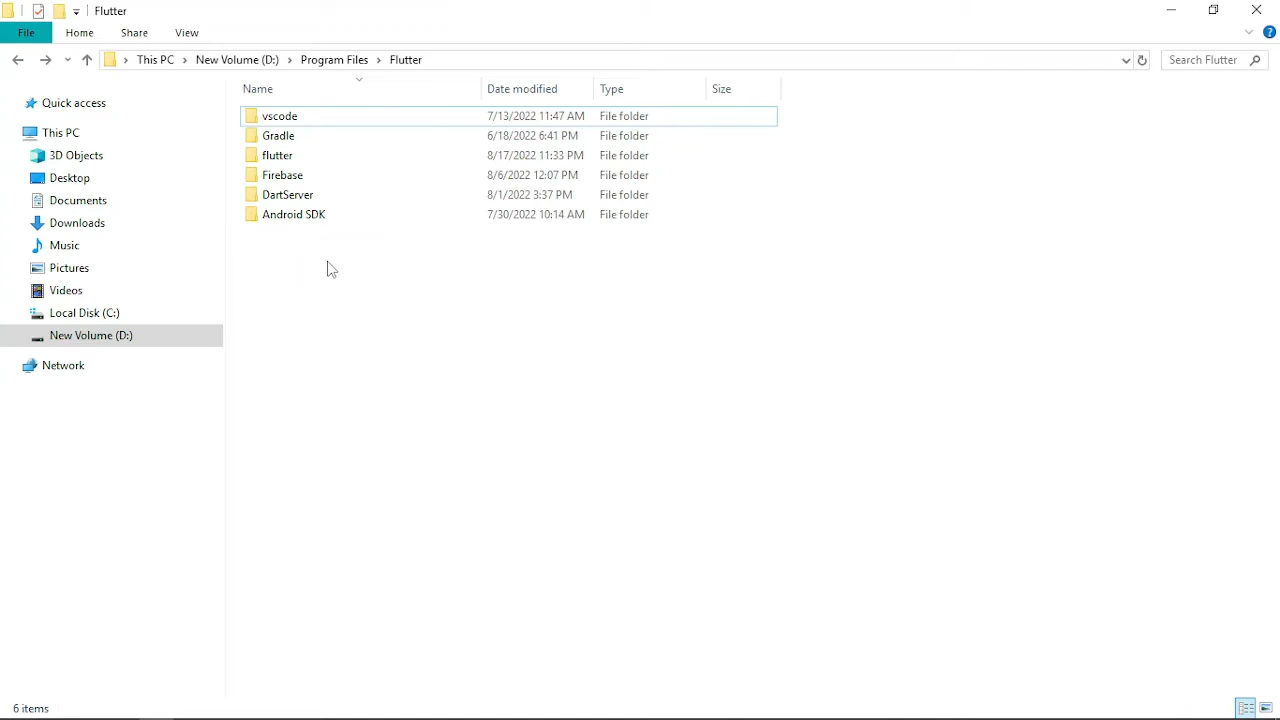 Flutter
File Home Share View
This PC New Volume (D:) Program Files Flutter Search Flutter
Name Date modified Type Size
Quick access
This PC
3D Objects
Desktop
Documents
Downloads
Music
Pictures
Videos
Local Disk (C:)
New Volume (D:)
Network
vscode 7/13/2022 11:47 AM File folder
Gradle 6/18/2022 6:41 PM File folder
flutter 8/17/2022 11:33 PM File folder
Firebase 8/6/2022 12:07 PM File folder
DartServer 8/1/2022 3:37 PM File folder
Android SDK 7/30/2022 10:14 AM File folder
6 items